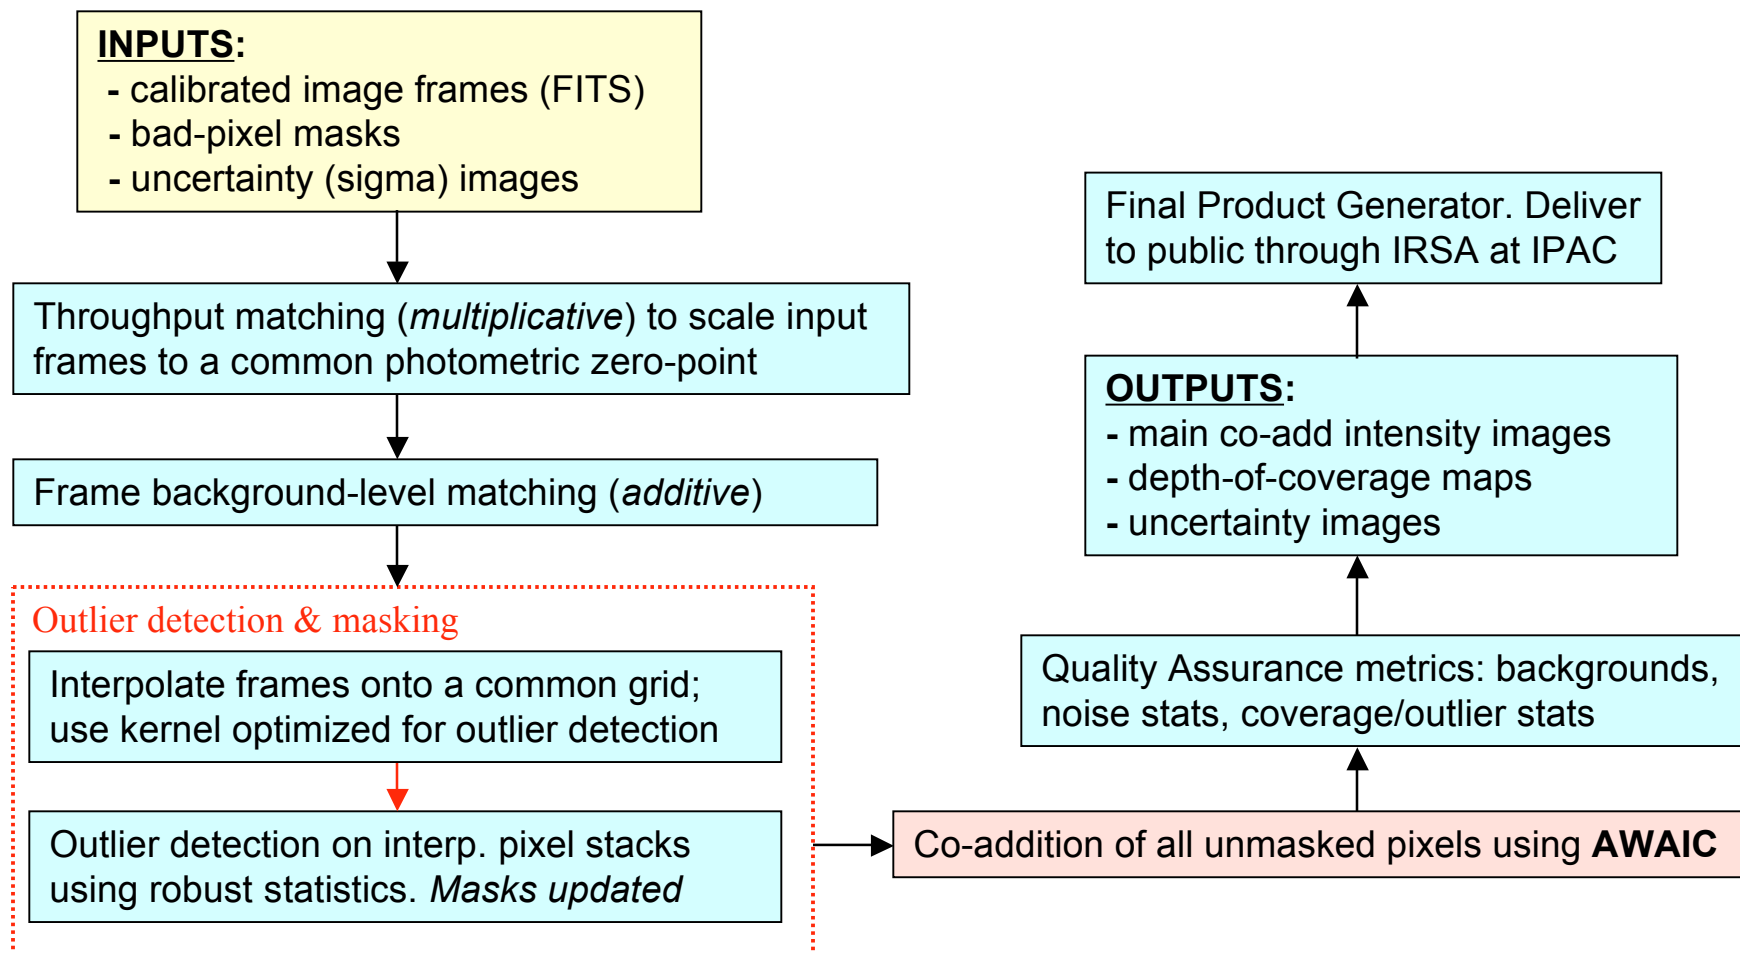 INPUTS:
- calibrated image frames (FITS)
- bad-pixel masks
- uncertainty (sigma) images
Throughput matching (multiplicative) to scale input
frames to a common photometric zero-point
Frame background-level matching (additive)
Outlier detection & masking
Interpolate frames onto a common grid;
use kernel optimized for outlier detection
Outlier detection on interp. pixel stacks
using robust statistics. Masks updated
Co-addition of all unmasked pixels using AWAIC
Quality Assurance metrics: backgrounds,
noise stats, coverage/outlier stats
OUTPUTS:
- main co-add intensity images
- depth-of-coverage maps
- uncertainty images
Final Product Generator. Deliver
to public through IRSA at IPAC